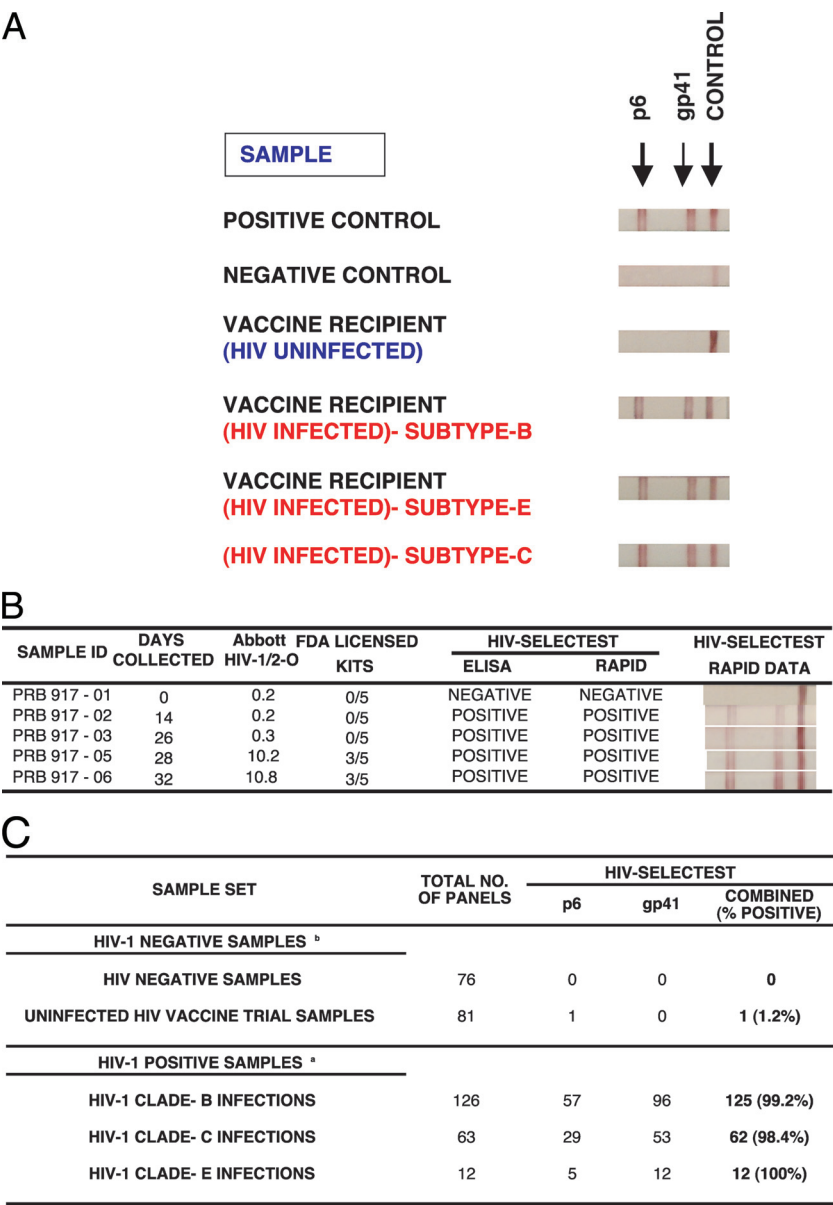 A
p6
gp41
CONTROL
SAMPLE
POSITIVE CONTROL
NEGATIVE CONTROL
VACCINE RECIPIENT
(HIV UNINFECTED)
VACCINE RECIPIENT
(HIV INFECTED)- SUBTYPE-B
VACCINE RECIPIENT
(HIV INFECTED)- SUBTYPE-E
(HIV INFECTED)- SUBTYPE-C
B
SAMPLE ID DAYS COLLECTED Abbott HIV-1/2-O FDA LICENSED KITS HIV-SELECTEST HIV-SELECTEST
ELISA RAPID RAPID DATA
PRB 917 - 01 0 0.2 0/5 NEGATIVE NEGATIVE
PRB 917 - 02 14 0.2 0/5 POSITIVE POSITIVE
PRB 917 - 03 26 0.3 0/5 POSITIVE POSITIVE
PRB 917 - 05 28 10.2 3/5 POSITIVE POSITIVE
PRB 917 - 06 32 10.8 3/5 POSITIVE POSITIVE
C
SAMPLE SET TOTAL NO. OF PANELS HIV-SELECTEST
p6 gp41 COMBINED (% POSITIVE)
HIV-1 NEGATIVE SAMPLES b
HIV NEGATIVE SAMPLES 76 0 0 0
UNINFECTED HIV VACCINE TRIAL SAMPLES 81 1 0 1 (1.2%)
HIV-1 POSITIVE SAMPLES a
HIV-1 CLADE- B INFECTIONS 126 57 96 125 (99.2%)
HIV-1 CLADE- C INFECTIONS 63 29 53 62 (98.4%)
HIV-1 CLADE- E INFECTIONS 12 5 12 12 (100%)